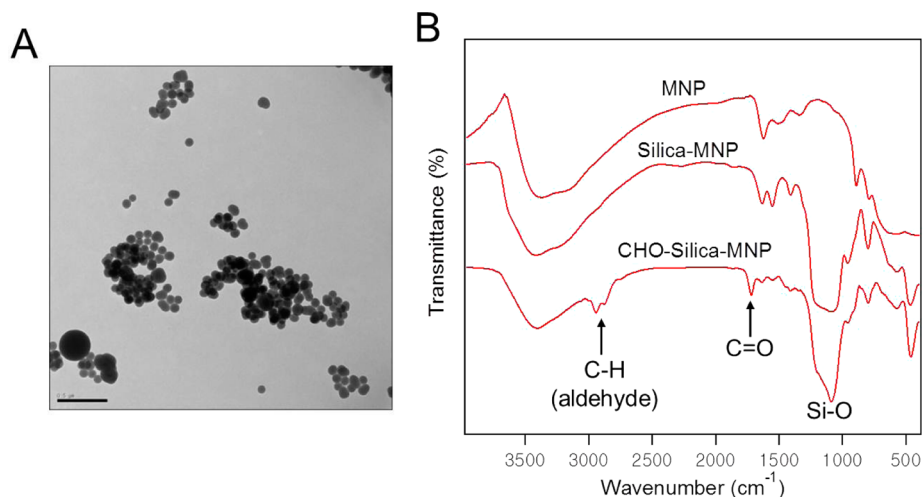 A
B
MNP
Silica-MNP
CHO-Silica-MNP
C-H
(aldehyde)
C=O
Si-O
Transmittance (%)
3500 3000 2500 2000 1500 1000 500
Wavenumber (cm⁻¹)